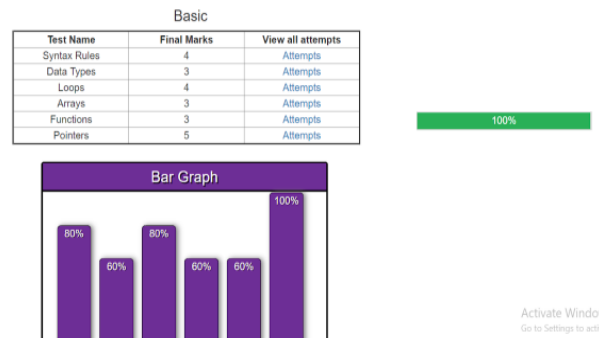 Basic
Test Name Final Marks View all attempts
Syntax Rules 4 Attempts
Data Types 3 Attempts
Loops 4 Attempts
Arrays 3 Attempts
Functions 3 Attempts
Pointers 5 Attempts
100%
Bar Graph
100%
80% 80%
60% 60% 60%
Activate Windo
Go to Settings to acti